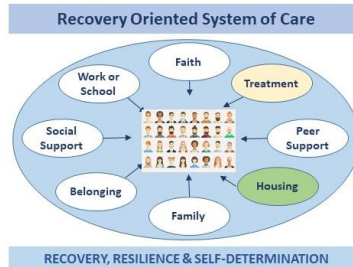 Recovery Oriented System of Care
Faith
Work or
School
Treatment
Social
Support
Peer
Support
Belonging
Housing
Family
RECOVERY, RESILIENCE & SELF-DETERMINATION